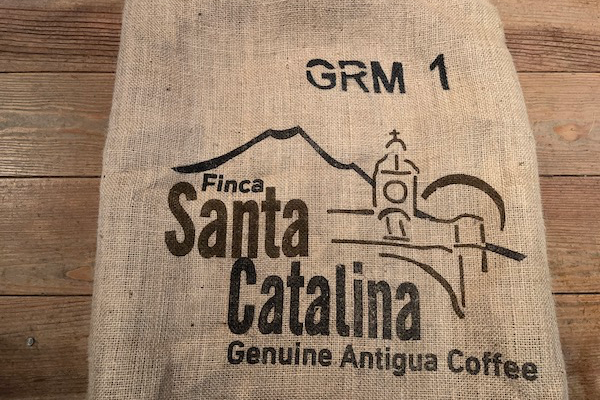 GRM 1
Finca
Santa
Catalina
Genuine Antigua Coffee